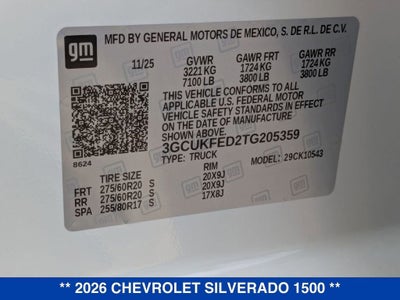 gm
MFD BY GENERAL MOTORS DE MEXICO, S. DE R.L. DE C.V.
11/25 GVWR GAWR FRT GAWR RR
3221 KG 1724 KG 1724 KG
7100 LB 3800 LB 3800 LB
THIS VEHICLE CONFORMS TO ALL APPLICABLE
U.S. FEDERAL MOTOR VEHICLE SAFETY
STANDARDS IN EFFECT ON THE
DATE OF MANUFACTURE
SHOWN ABOVE.
3GCUKFED2TG205359
8624
TYPE: TRUCK MODEL: 29CK10543
TIRE SIZE RIM
FRT 275/60R20 S 20X9J
RR 275/60R20 S 20X9J
SPA 255/80R17 S 17X8J
** 2026 CHEVROLET SILVERADO 1500 **